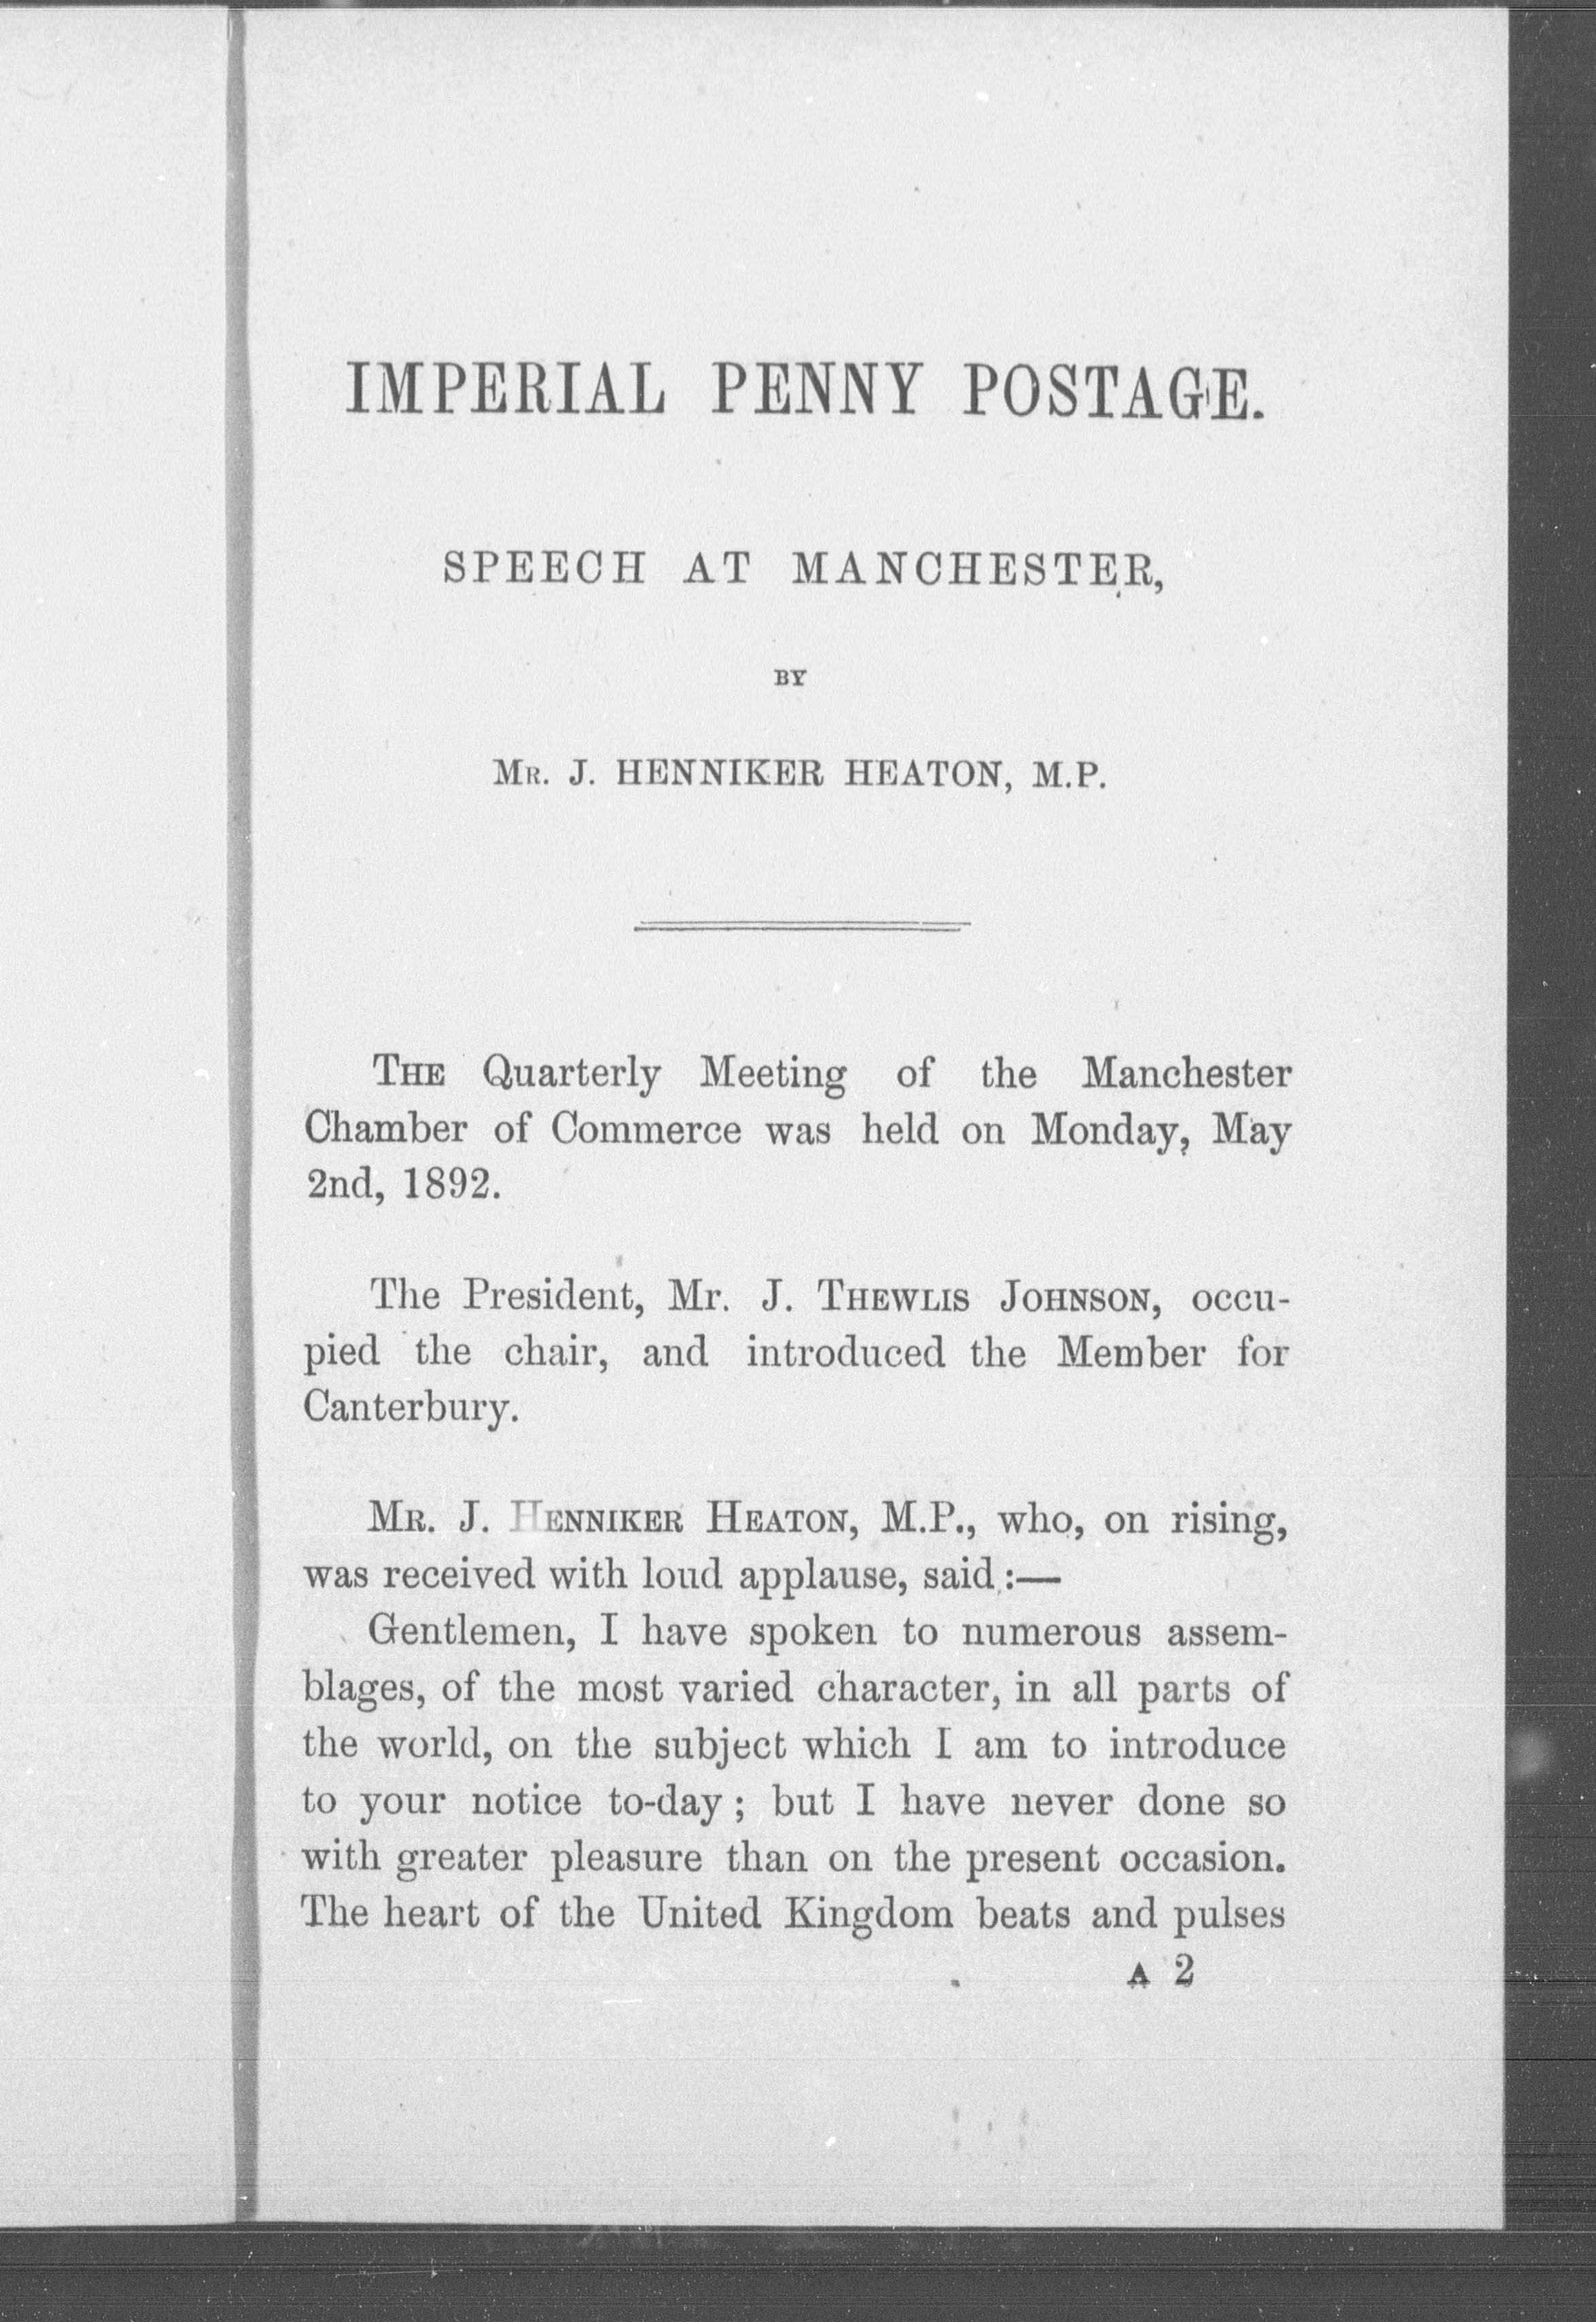 IMPERIAL PENNY POSTAGE.
SPEECH AT MANCHESTER,
BY
MR. J. HENNIKER HEATON, M.P.
THE Quarterly Meeting of the Manchester
Chamber of Commerce was held on Monday, May
2nd, 1892.
The President, Mr. J. THEWLIS JOHNSON, occu-
pied the chair, and introduced the Member for
Canterbury.
MR. J. HENNIKER HEATON, M.P., who, on rising,
was received with loud applause, said :—
Gentlemen, I have spoken to numerous assem-
blages, of the most varied character, in all parts of
the world, on the subject which I am to introduce
to your notice to-day ; but I have never done so
with greater pleasure than on the present occasion.
The heart of the United Kingdom beats and pulses
A 2